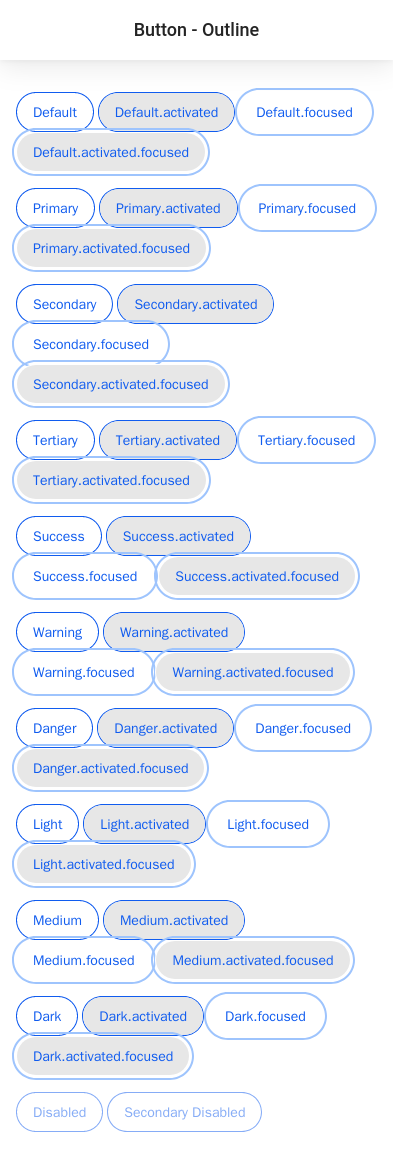 Button - Outline
Default Default.activated Default.focused
Default.activated.focused
Primary Primary.activated Primary.focused
Primary.activated.focused
Secondary Secondary.activated
Secondary.focused
Secondary.activated.focused
Tertiary Tertiary.activated Tertiary.focused
Tertiary.activated.focused
Success Success.activated
Success.focused Success.activated.focused
Warning Warning.activated
Warning.focused Warning.activated.focused
Danger Danger.activated Danger.focused
Danger.activated.focused
Light Light.activated Light.focused
Light.activated.focused
Medium Medium.activated
Medium.focused Medium.activated.focused
Dark Dark.activated Dark.focused
Dark.activated.focused
Disabled Secondary Disabled